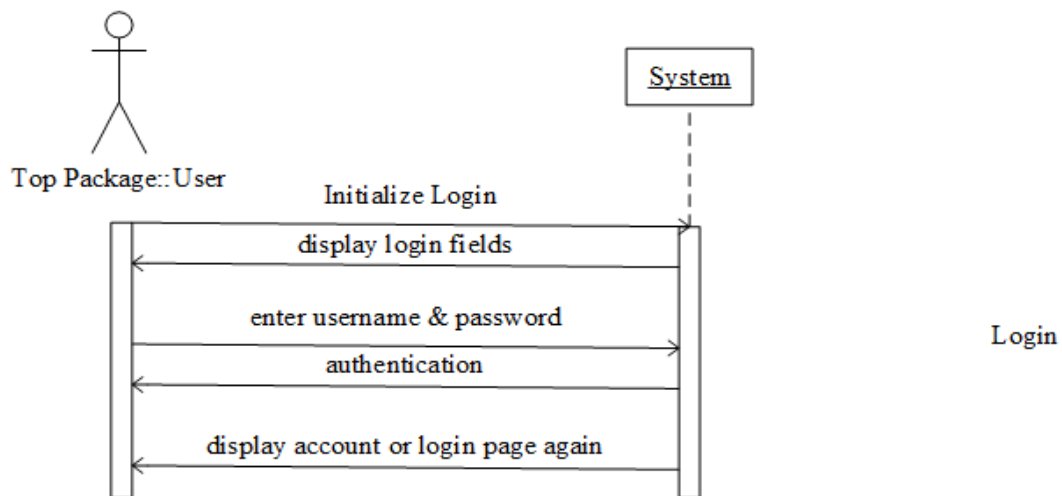 System
Top Package::User
Initialize Login
display login fields
enter username & password
Login
authentication
display account or login page again